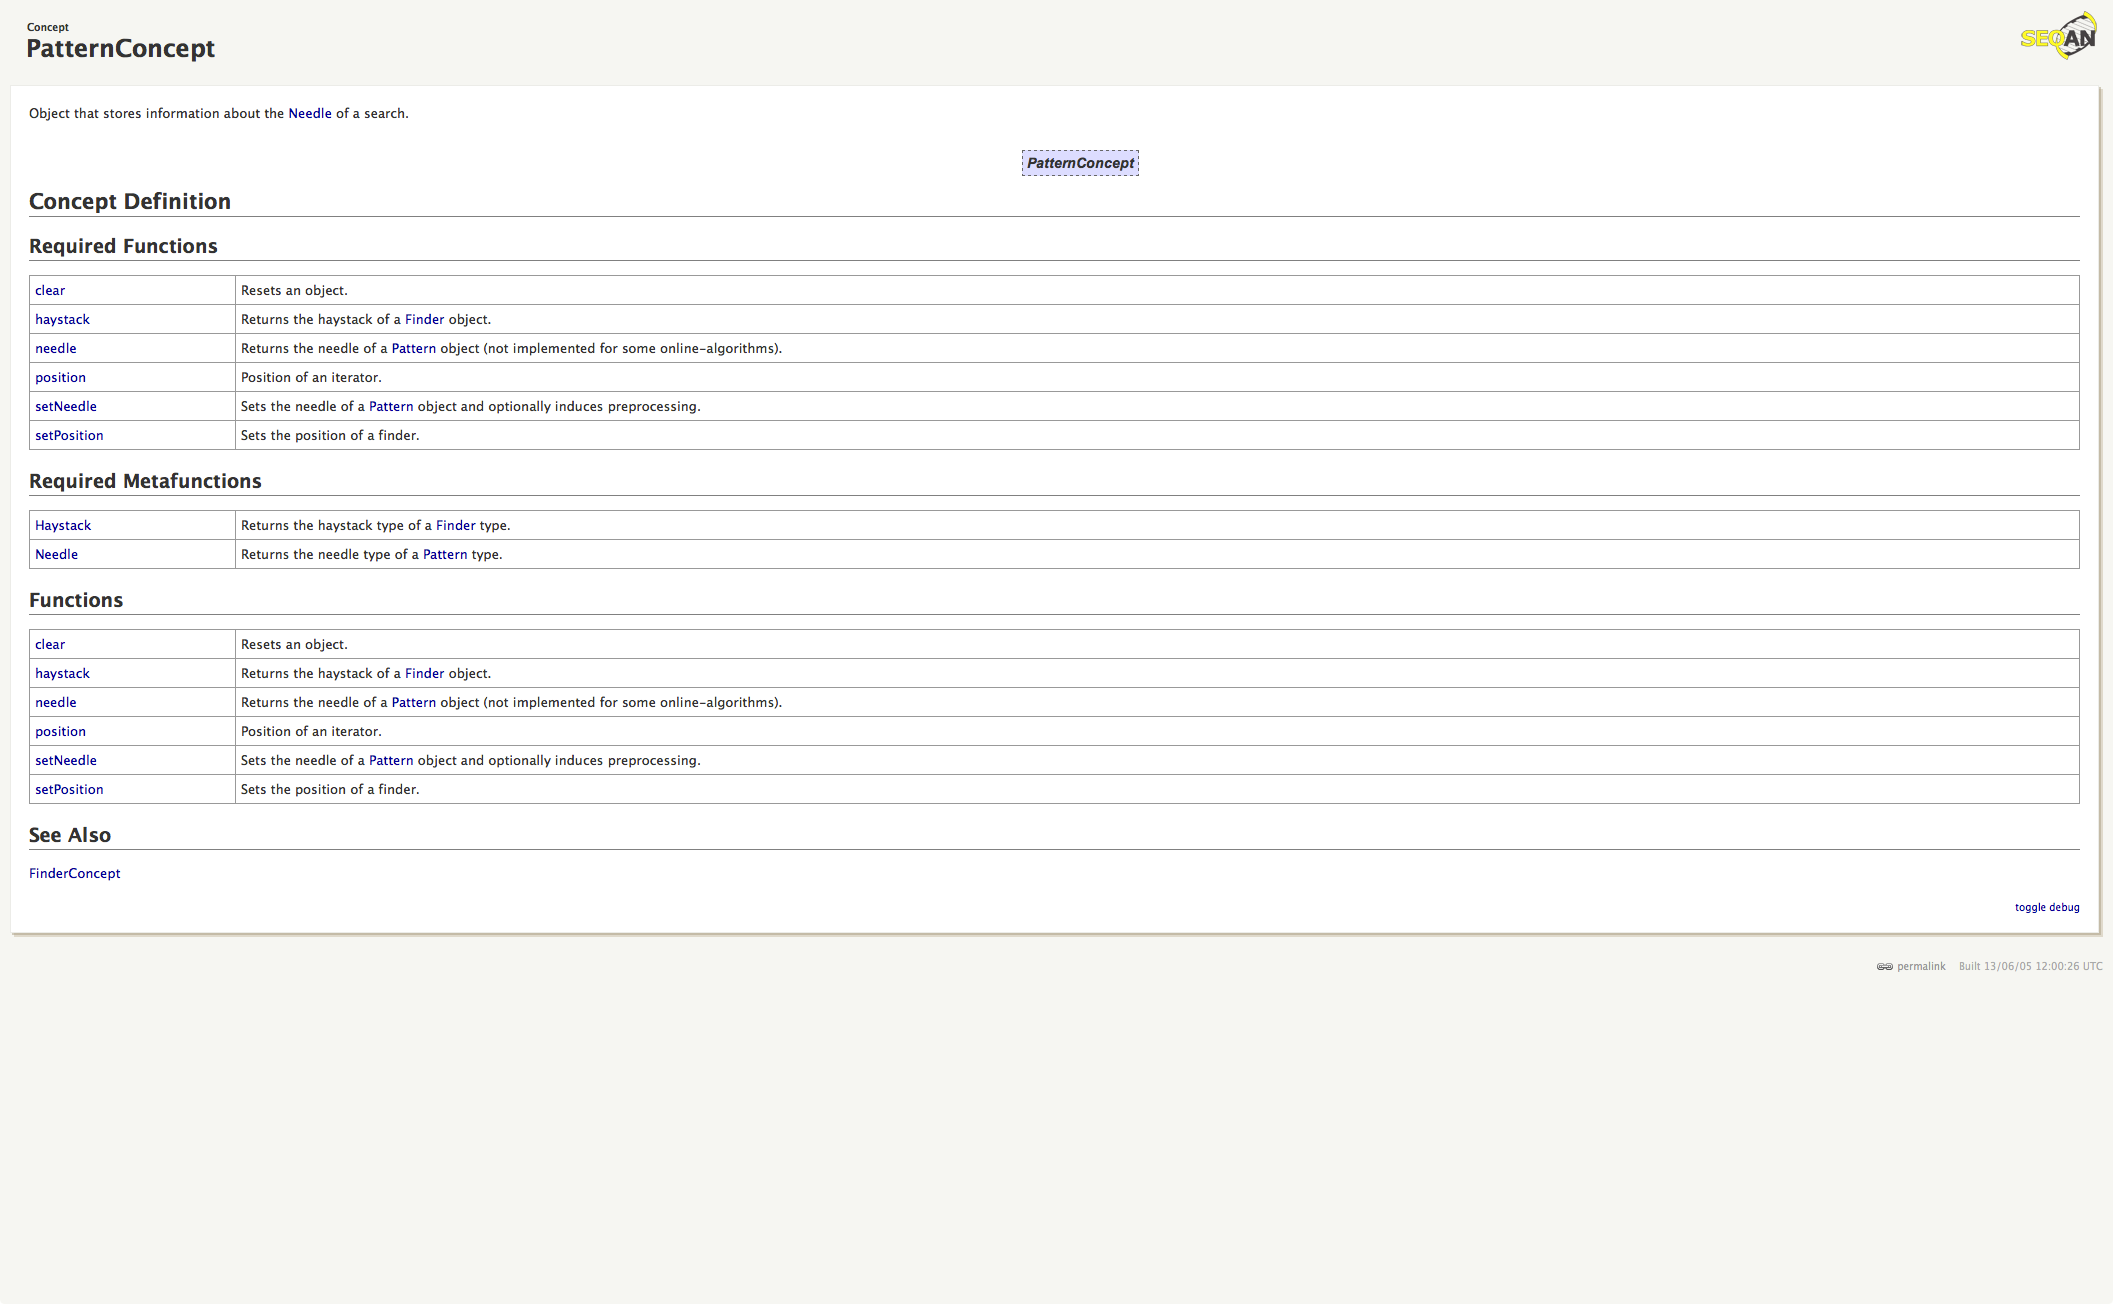 Concept
PatternConcept
SEQAN
Object that stores information about the Needle of a search.
PatternConcept
Concept Definition
Required Functions
clear Resets an object.
haystack Returns the haystack of a Finder object.
needle Returns the needle of a Pattern object (not implemented for some online-algorithms).
position Position of an iterator.
setNeedle Sets the needle of a Pattern object and optionally induces preprocessing.
setPosition Sets the position of a finder.
Required Metafunctions
Haystack Returns the haystack type of a Finder type.
Needle Returns the needle type of a Pattern type.
Functions
clear Resets an object.
haystack Returns the haystack of a Finder object.
needle Returns the needle of a Pattern object (not implemented for some online-algorithms).
position Position of an iterator.
setNeedle Sets the needle of a Pattern object and optionally induces preprocessing.
setPosition Sets the position of a finder.
See Also
FinderConcept
toggle debug
permalink Built 13/06/05 12:00:26 UTC